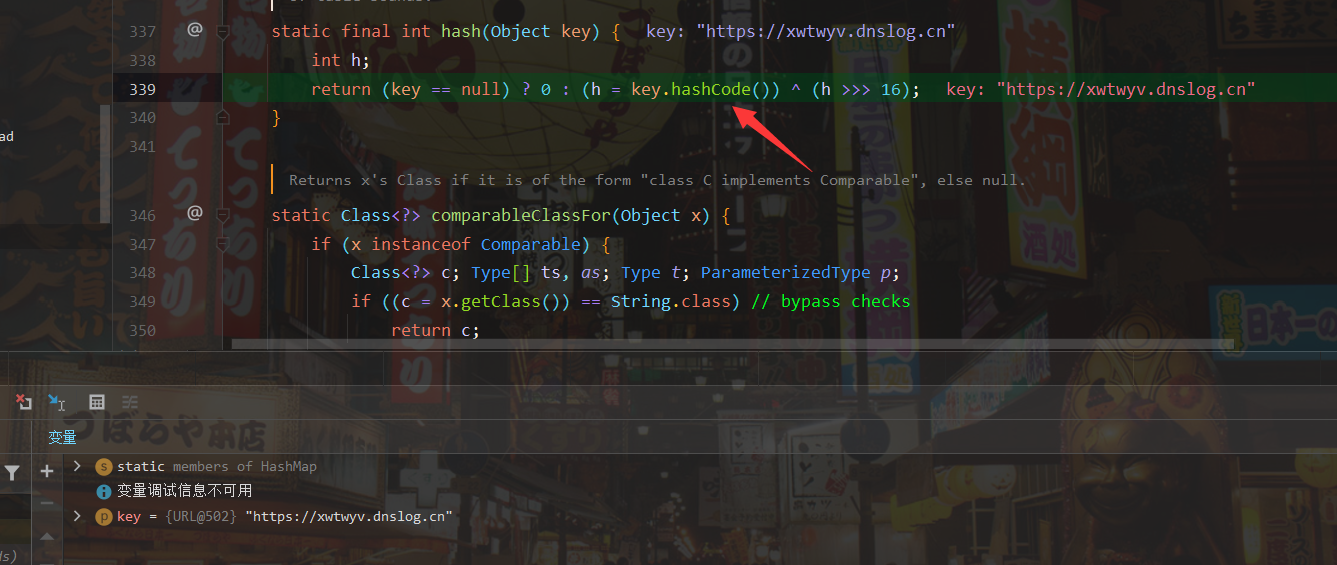 337 @ static final int hash(Object key) { key: "https://xwtwyv.dnslog.cn"
338 int h;
339 return (key == null) ? 0 : (h = key.hashCode()) ^ (h >>> 16); key: "https://xwtwyv.dnslog.cn"
340 }
ad
341
Returns x's Class if it is of the form "class C implements Comparable", else null.
346 @ static Class<?> comparableClassFor(Object x) {
347 if (x instanceof Comparable) {
348 Class<?> c; Type[] ts, as; Type t; ParameterizedType p;
349 if ((c = x.getClass()) == String.class) // bypass checks
350 return c;
变量
s static members of HashMap
变量调试信息不可用
p key = {URL@502} "https://xwtwyv.dnslog.cn"